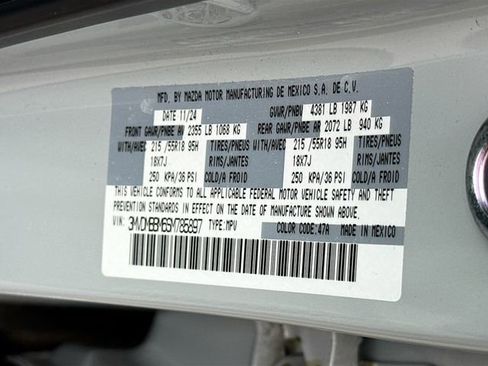 MFD. BY MAZDA MOTOR MANUFACTURING DE MEXICO S.A. DE C.V.
DATE 11/24 GVWR/PNBV 4381 LB 1987 KG
FRONT GAWR/PNBE AV 2355 LB 1068 KG REAR GAWR/PNBE AR 2072 LB 940 KG
WITH/AVEC 215/55R18 95H TIRES/PNEUS WITH/AVEC 215/55R18 95H TIRES/PNEUS
18X7J RIMS/JANTES 18X7J RIMS/JANTES
250 KPA/36 PSI COLD/A FROID 250 KPA/36 PSI COLD/A FROID
THIS VEHICLE CONFORMS TO ALL APPLICABLE FEDERAL MOTOR VEHICLE SAFETY/THEFT
PREVENTION STANDARDS IN EFFECT ON THE DATE OF MANUFACTURE SHOWN ABOVE.
VIN: TYPE:MPV COLOR CODE:47A MADE IN MEXICO